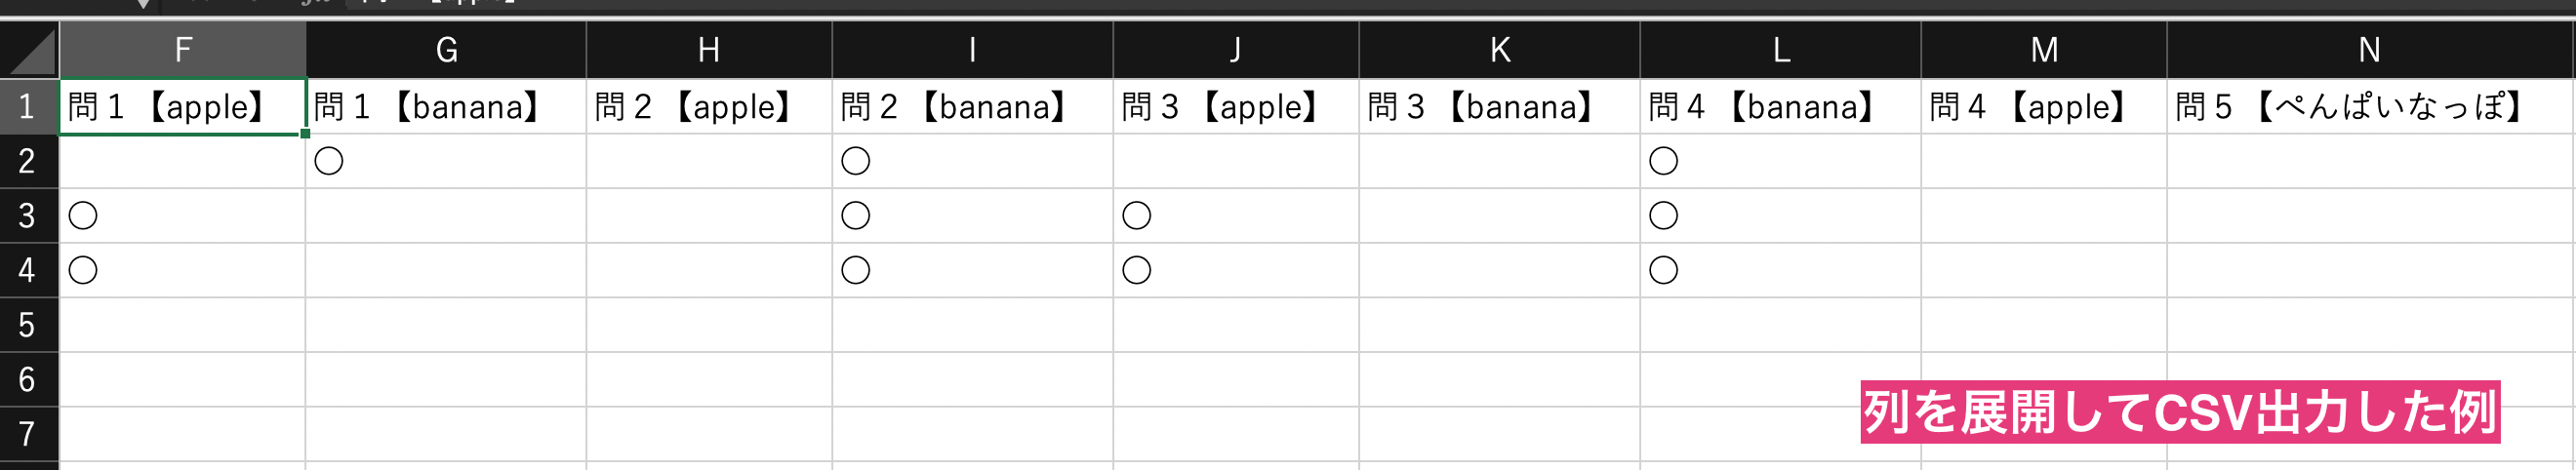 F G H I J K L M N
1 問1【apple】 問1【banana】 問2【apple】 問2【banana】 問3【apple】 問3【banana】 問4【banana】 問4【apple】 問5【ぺんぱいなっぽ】
2 ○ ○ ○
3 ○ ○ ○ ○
4 ○ ○ ○ ○
5
6
7
列を展開してCSV出力した例